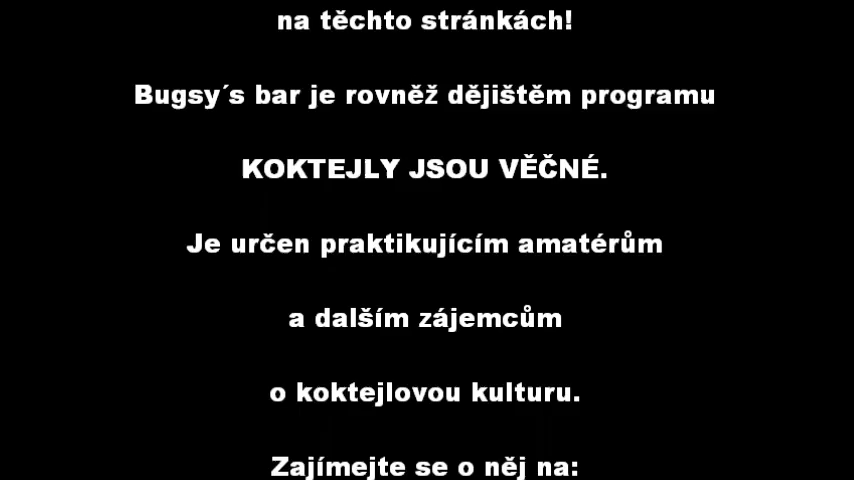 na těchto stránkách!
Bugsy´s bar je rovněž dějištěm programu
KOKTEJLY JSOU VĚČNÉ.
Je určen praktikujícím amatérům
a dalším zájemcům
o koktejlovou kulturu.
Zajímejte se o něj na: